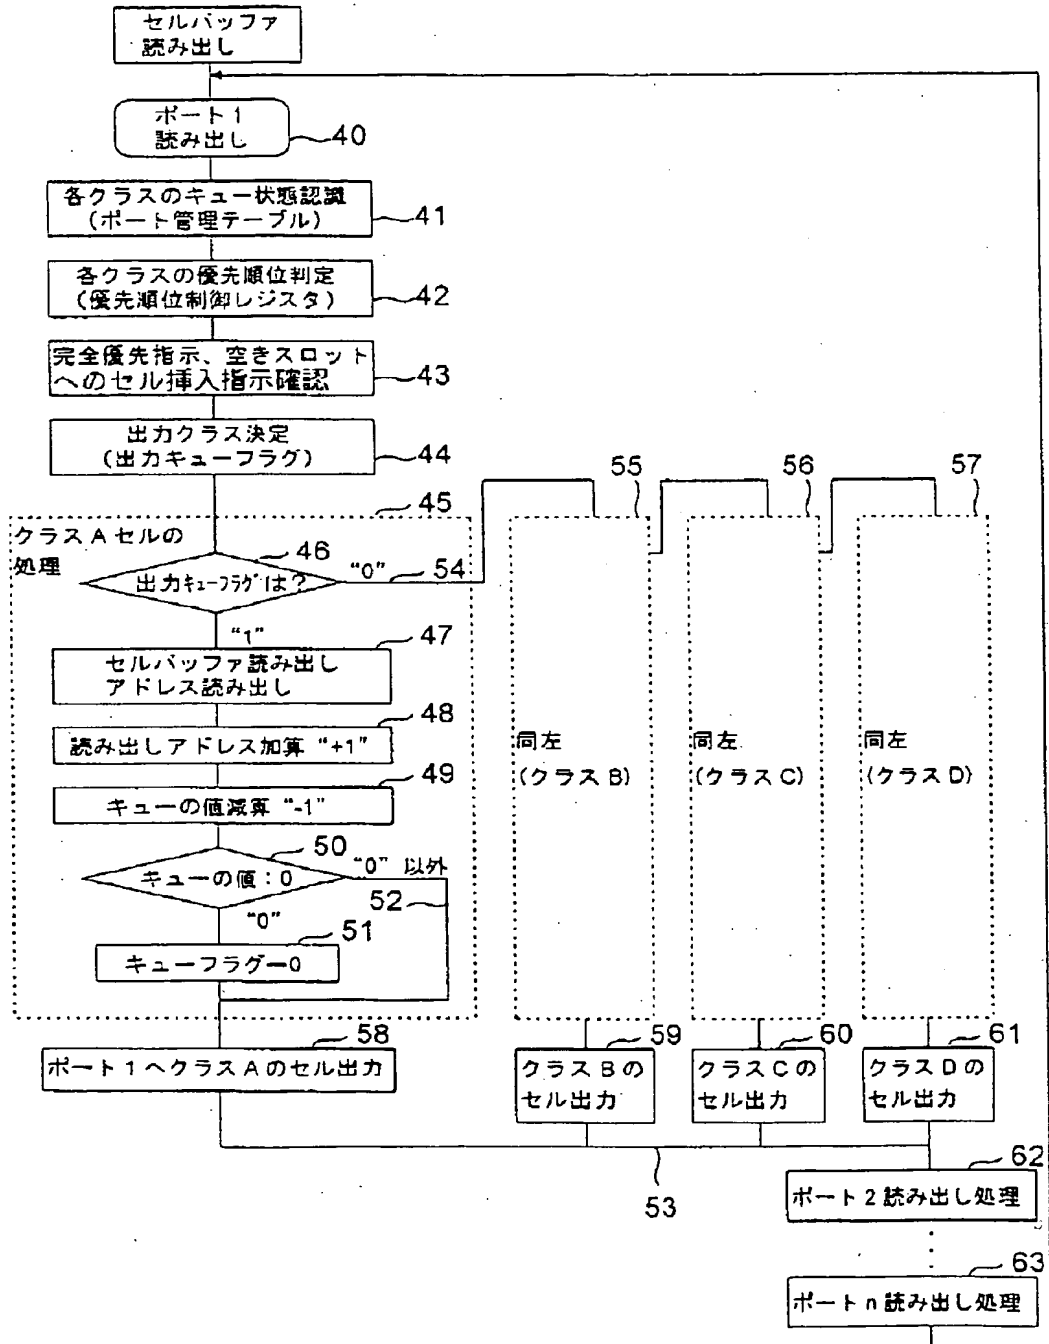 セルバッファ
読み出し
ポート1
読み出し
40
各クラスのキュー状態認識
(ポート管理テーブル)
41
各クラスの優先順位判定
(優先順位制御レジスタ)
42
完全優先指示、空きスロット
へのセル挿入指示確認
43
出力クラス決定
(出力キューフラグ)
44
45
55
56
57
クラスAセルの
処理
46
出力キューフラグは?
“0”
54
“1”
47
セルバッファ読み出し
アドレス読み出し
48
読み出しアドレス加算 “+1”
49
キューの値減算 “-1”
50
キューの値:0
“0” 以外
52
“0”
51
キューフラグー0
同左
(クラスB)
同左
(クラスC)
同左
(クラスD)
58
ポート1へクラスAのセル出力
59
クラスBの
セル出力
60
クラスCの
セル出力
61
クラスDの
セル出力
53
62
ポート2読み出し処理
63
ポートn読み出し処理